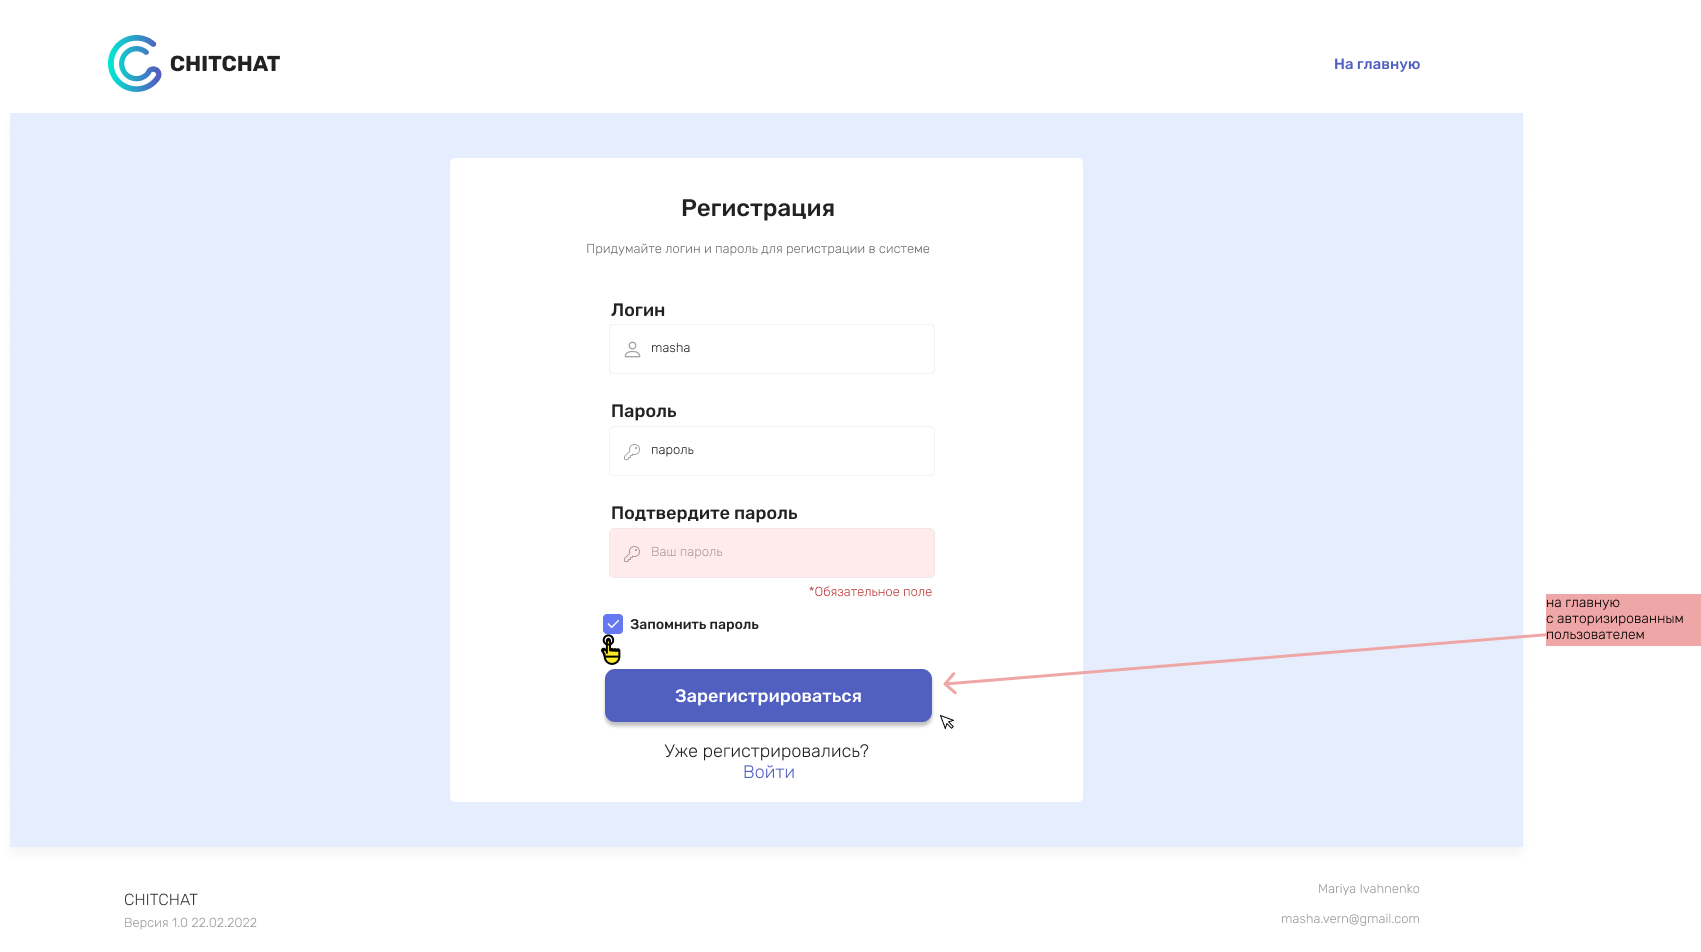 CHITCHAT
На главную
Регистрация
Придумайте логин и пароль для регистрации в системе
Логин
masha
Пароль
пароль
Подтвердите пароль
Ваш пароль
*Обязательное поле
Запомнить пароль
на главную
с авторизированным
пользователем
Зарегистрироваться
Уже регистрировались?
Войти
CHITCHAT
Версия 1.0 22.02.2022
Mariya Ivahnenko
masha.vern@gmail.com